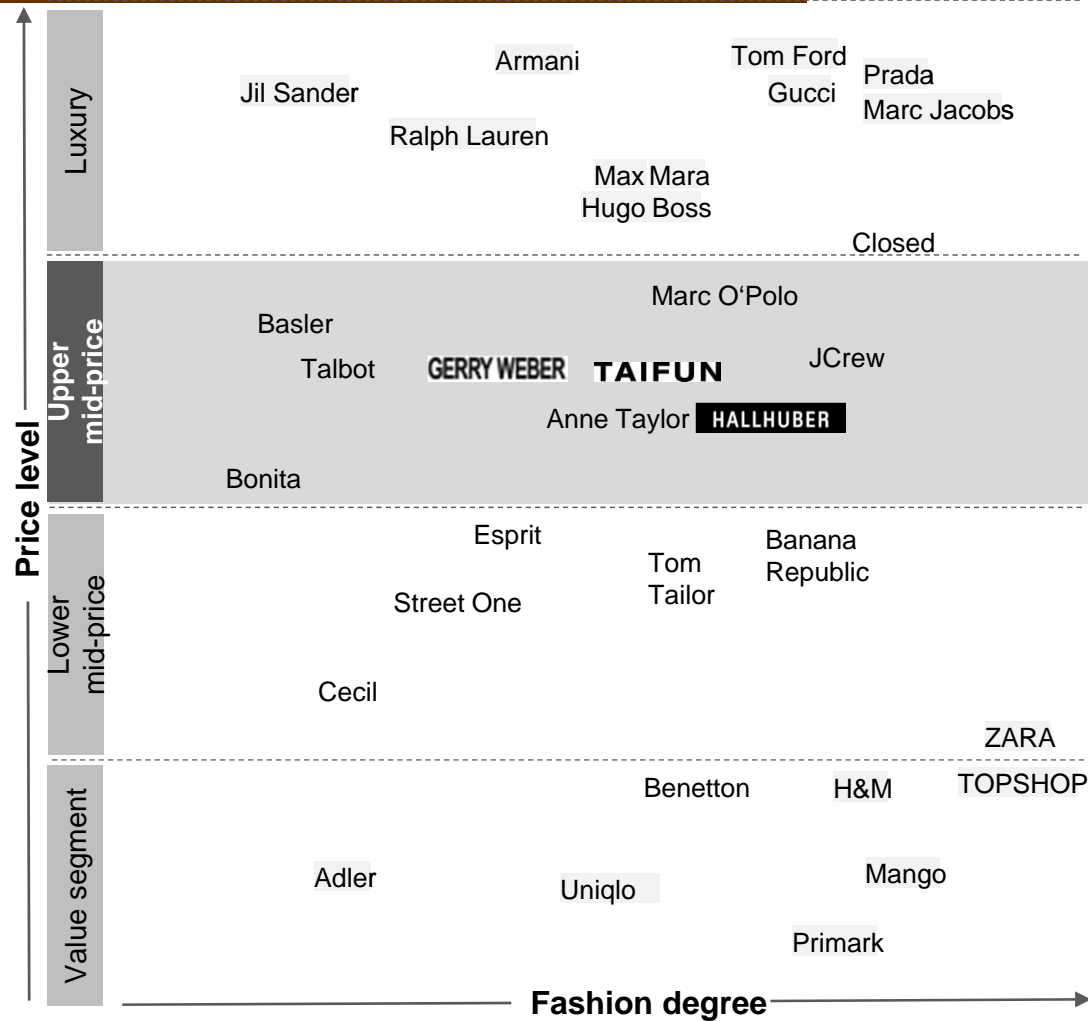 Price level
Luxury
Armani
Tom Ford
Prada
Jil Sander
Gucci
Marc Jacobs
Ralph Lauren
Max Mara
Hugo Boss
Closed
Upper
mid-price
Marc O‘Polo
Basler
Talbot
GERRY WEBER
TAIFUN
JCrew
Anne Taylor
HALLHUBER
Bonita
Lower
mid-price
Esprit
Banana
Republic
Tom
Tailor
Street One
Cecil
ZARA
Value segment
Benetton
H&M
TOPSHOP
Adler
Uniqlo
Mango
Primark
Fashion degree